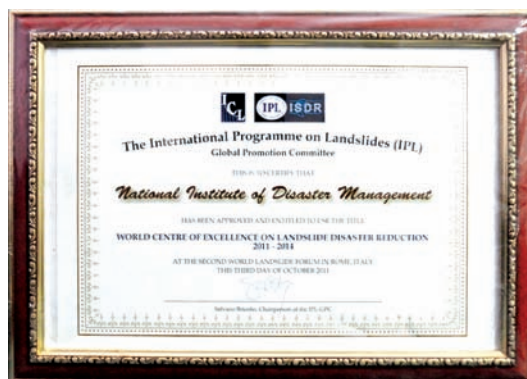 ICL IPL ISDR
The International Programme on Landslides (IPL)
Global Promotion Committee
THIS IS TO CERTIFY THAT
National Institute of Disaster Management
HAS BEEN APPROVED AND ENTITLED TO USE THE TITLE
WORLD CENTRE OF EXCELLENCE ON LANDSLIDE DISASTER REDUCTION
2011 - 2014
AT THE SECOND WORLD LANDSLIDE FORUM IN ROME, ITALY
THIS THIRD DAY OF OCTOBER 2011
Salvano Briceño, Chairperson of the IPL-GPC